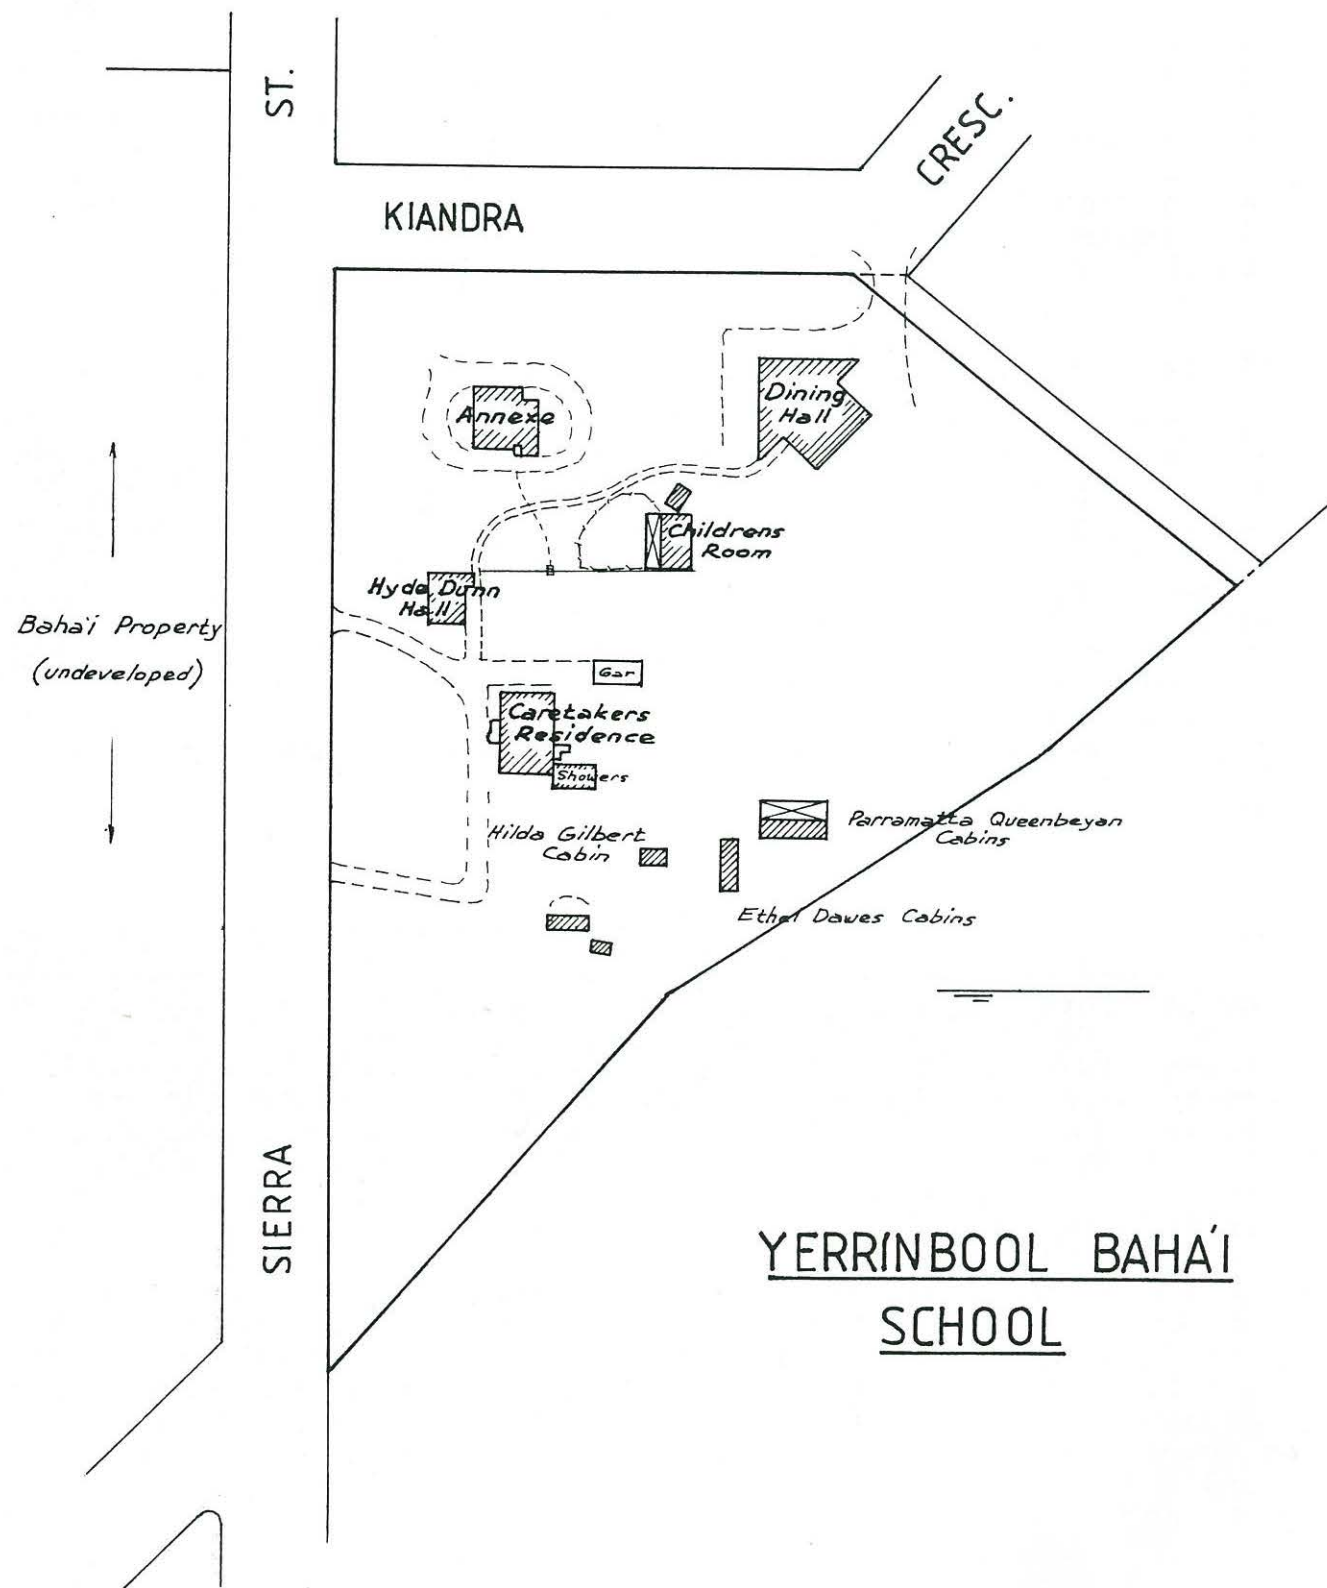 ST.
CRESC.
KIANDRA
Annexe
Dining
Hall
Childrens
Room
Hyde Dunn
Hall
Baha'i Property
(undeveloped)
Gar
Caretakers
Residence
Showers
Hilda Gilbert
Cabin
Parramatta Queenbeyan
Cabins
Ethel Dawes Cabins
SIERRA
YERRINBOOL BAHA'I
SCHOOL